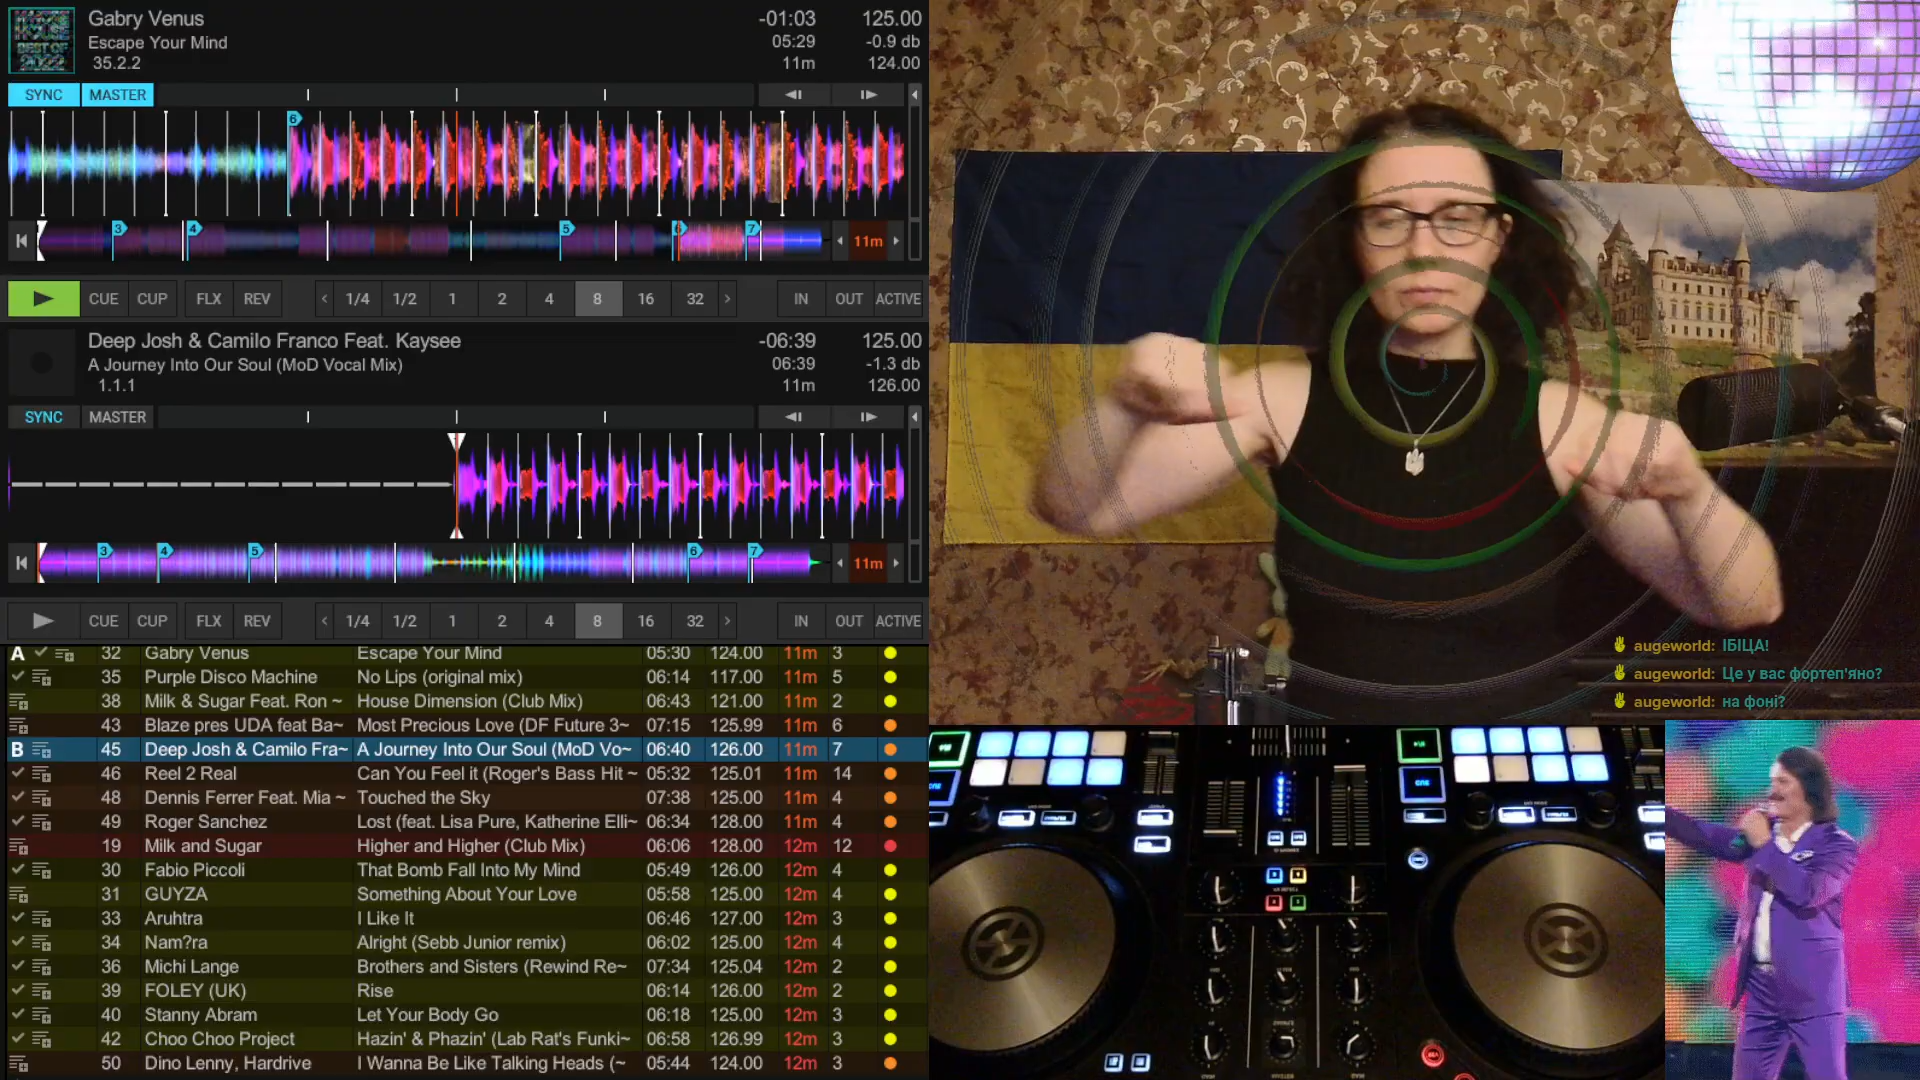 HOUSE
BEST OF
2022
Gabry Venus -01:03 125.00
Escape Your Mind 05:29 -0.9 db
35.2.2 11m 124.00
SYNC MASTER
6
3 4 5 6 7 11m
CUE CUP FLX REV 1/4 1/2 1 2 4 8 16 32 IN OUT ACTIVE
Deep Josh & Camilo Franco Feat. Kaysee -06:39 125.00
A Journey Into Our Soul (MoD Vocal Mix) 06:39 -1.3 db
1.1.1 11m 126.00
SYNC MASTER
3 4 5 6 7 11m
CUE CUP FLX REV 1/4 1/2 1 2 4 8 16 32 IN OUT ACTIVE
A 32 Gabry Venus Escape Your Mind 05:30 124.00 11m 3
35 Purple Disco Machine No Lips (original mix) 06:14 117.00 11m 5
38 Milk & Sugar Feat. Ron ~ House Dimension (Club Mix) 06:43 121.00 11m 2
43 Blaze pres UDA feat Ba~ Most Precious Love (DF Future 3~ 07:15 125.99 11m 6
B 45 Deep Josh & Camilo Fra~ A Journey Into Our Soul (MoD Vo~ 06:40 126.00 11m 7
46 Reel 2 Real Can You Feel it (Roger's Bass Hit ~ 05:32 125.01 11m 14
48 Dennis Ferrer Feat. Mia ~ Touched the Sky 07:38 125.00 11m 4
49 Roger Sanchez Lost (feat. Lisa Pure, Katherine Elli~ 06:34 128.00 11m 4
19 Milk and Sugar Higher and Higher (Club Mix) 06:06 128.00 12m 12
30 Fabio Piccoli That Bomb Fall Into My Mind 05:49 126.00 12m 4
31 GUYZA Something About Your Love 05:58 125.00 12m 4
33 Aruhtra I Like It 06:46 127.00 12m 3
34 Nam?ra Alright (Sebb Junior remix) 06:02 125.00 12m 4
36 Michi Lange Brothers and Sisters (Rewind Re~ 07:34 125.04 12m 2
39 FOLEY (UK) Rise 06:14 126.00 12m 2
40 Stanny Abram Let Your Body Go 06:18 125.00 12m 3
42 Choo Choo Project Hazin' & Phazin' (Lab Rat's Funki~ 06:58 126.99 12m 3
50 Dino Lenny, Hardrive I Wanna Be Like Talking Heads (~ 05:44 124.00 12m 3
augeworld: ІБІЦА!
augeworld: Це у вас фортеп'яно?
augeworld: на фоні?